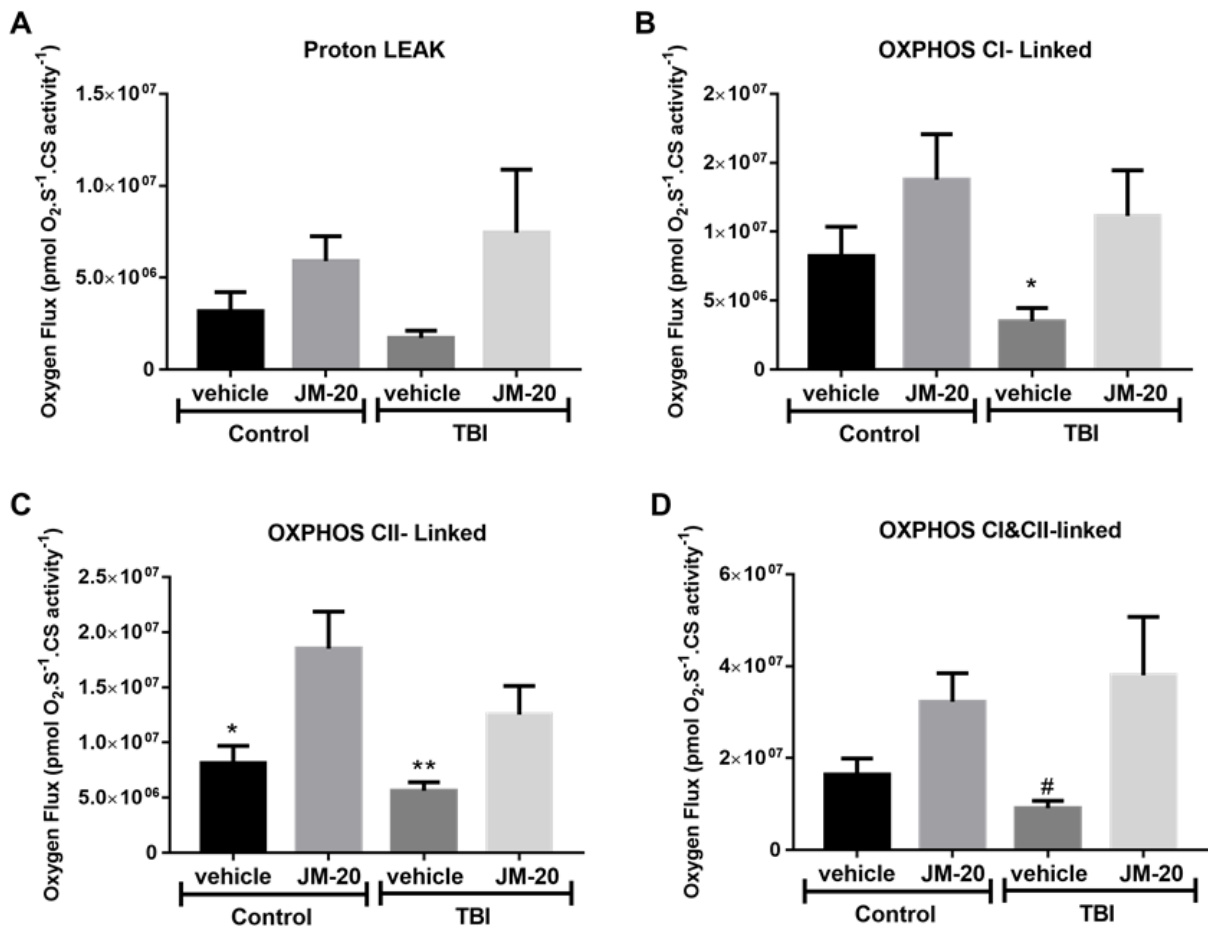 A
Proton LEAK
Oxygen Flux (pmol O₂.S⁻¹.CS activity⁻¹)
1.5×10⁰⁷
1.0×10⁰⁷
5.0×10⁰⁶
0
vehicle JM-20 vehicle JM-20
Control TBI
B
OXPHOS CI- Linked
Oxygen Flux (pmol O₂.S⁻¹.CS activity⁻¹)
2×10⁰⁷
2×10⁰⁷
1×10⁰⁷
5×10⁰⁶
0
*
vehicle JM-20 vehicle JM-20
Control TBI
C
OXPHOS CII- Linked
Oxygen Flux (pmol O₂.S⁻¹.CS activity⁻¹)
2.5×10⁰⁷
2.0×10⁰⁷
1.5×10⁰⁷
1.0×10⁰⁷
5.0×10⁰⁶
0
* **
vehicle JM-20 vehicle JM-20
Control TBI
D
OXPHOS CI&CII-linked
Oxygen Flux (pmol O₂.S⁻¹.CS activity⁻¹)
6×10⁰⁷
4×10⁰⁷
2×10⁰⁷
0
#
vehicle JM-20 vehicle JM-20
Control TBI